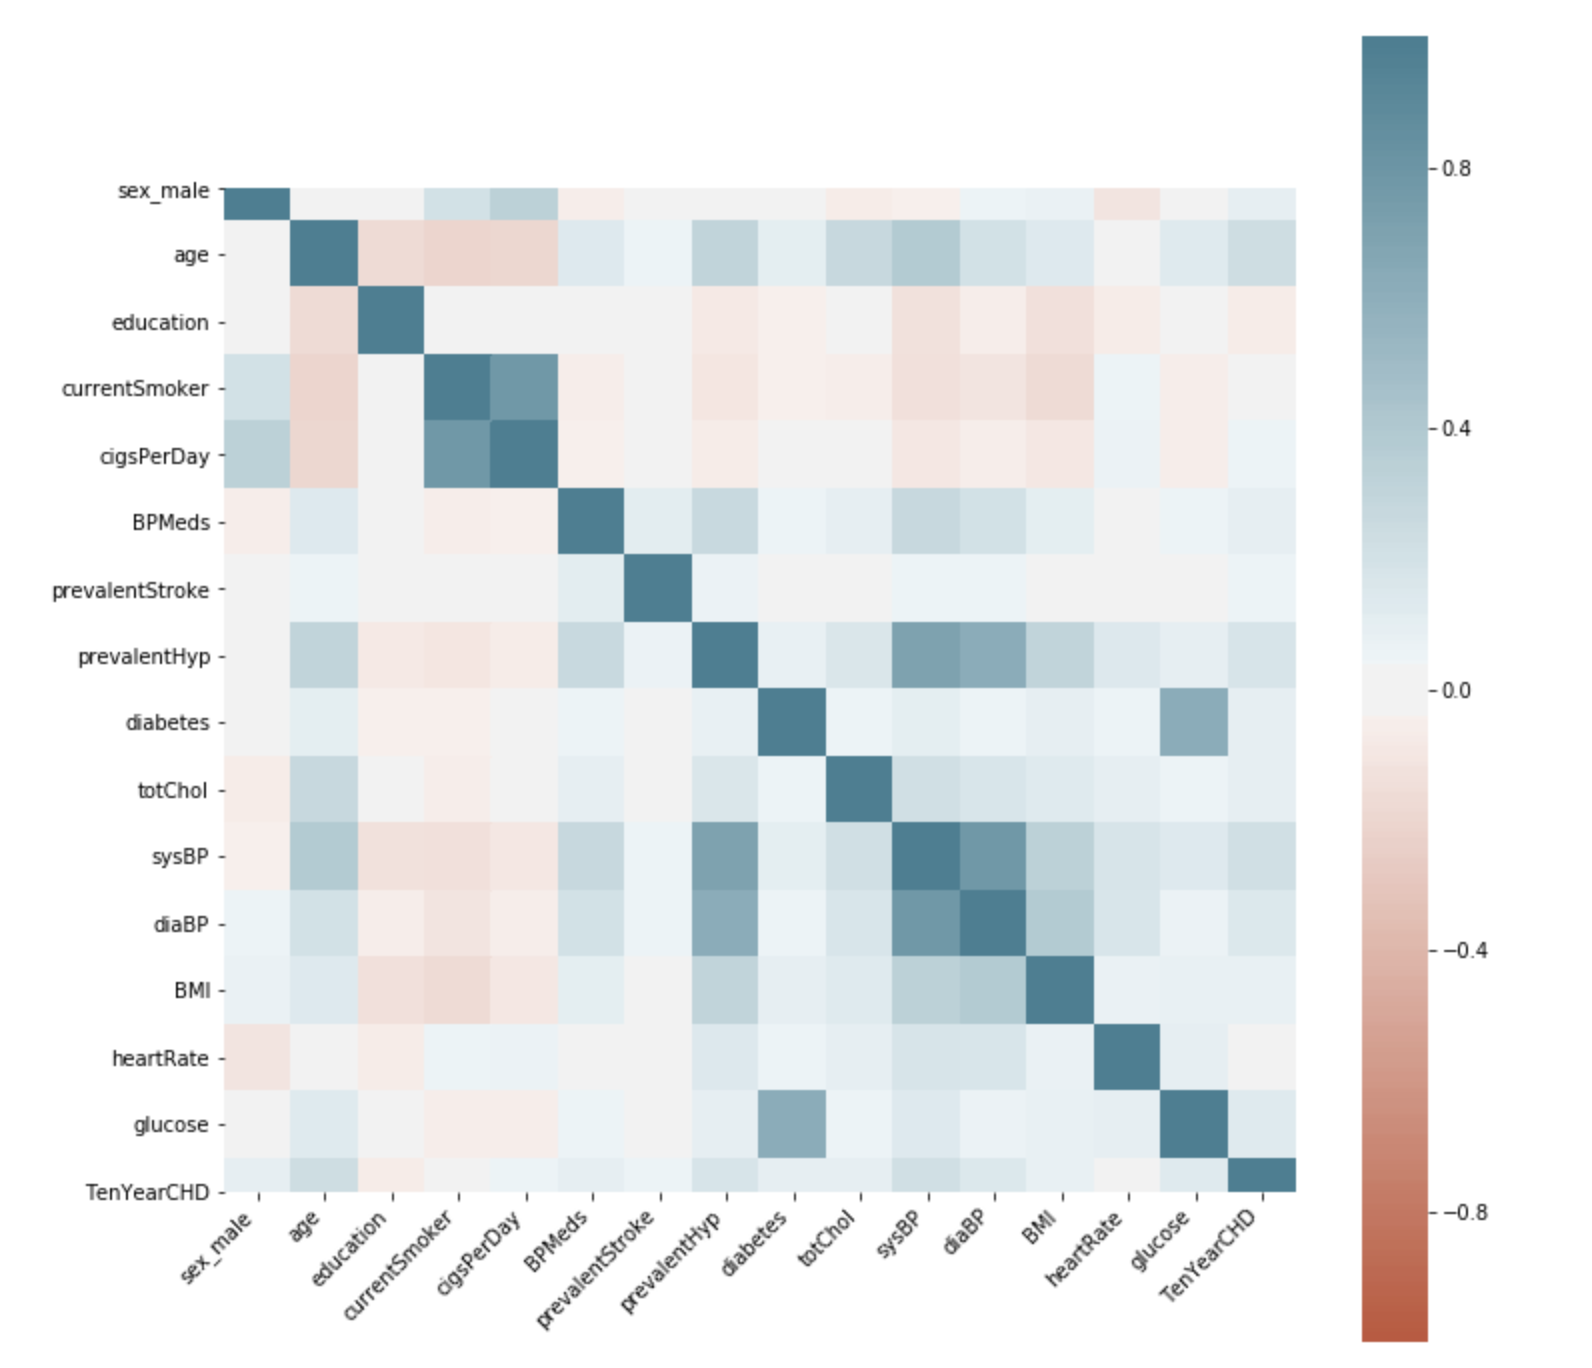 sex_male
age
education
currentSmoker
cigsPerDay
BPMeds
prevalentStroke
prevalentHyp
diabetes
totChol
sysBP
diaBP
BMI
heartRate
glucose
TenYearCHD
sex_male
age
education
currentSmoker
cigsPerDay
BPMeds
prevalentStroke
prevalentHyp
diabetes
totChol
sysBP
diaBP
BMI
heartRate
glucose
TenYearCHD
0.8
0.4
0.0
−0.4
−0.8